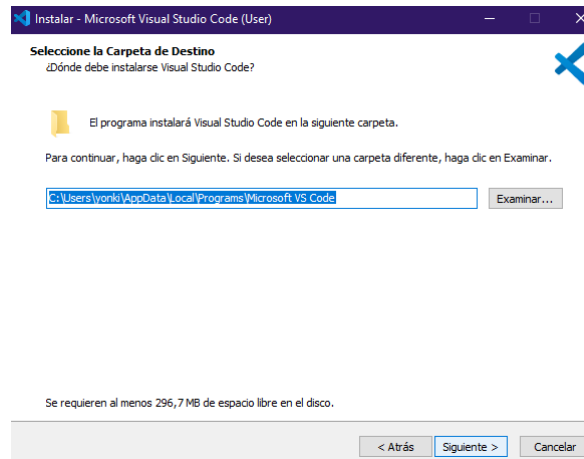 Instalar - Microsoft Visual Studio Code (User)
Seleccione la Carpeta de Destino
¿Dónde debe instalarse Visual Studio Code?
El programa instalará Visual Studio Code en la siguiente carpeta.
Para continuar, haga clic en Siguiente. Si desea seleccionar una carpeta diferente, haga clic en Examinar.
C:\Users\yonki\AppData\Local\Programs\Microsoft VS Code
Examinar...
Se requieren al menos 296,7 MB de espacio libre en el disco.
< Atrás
Siguiente >
Cancelar